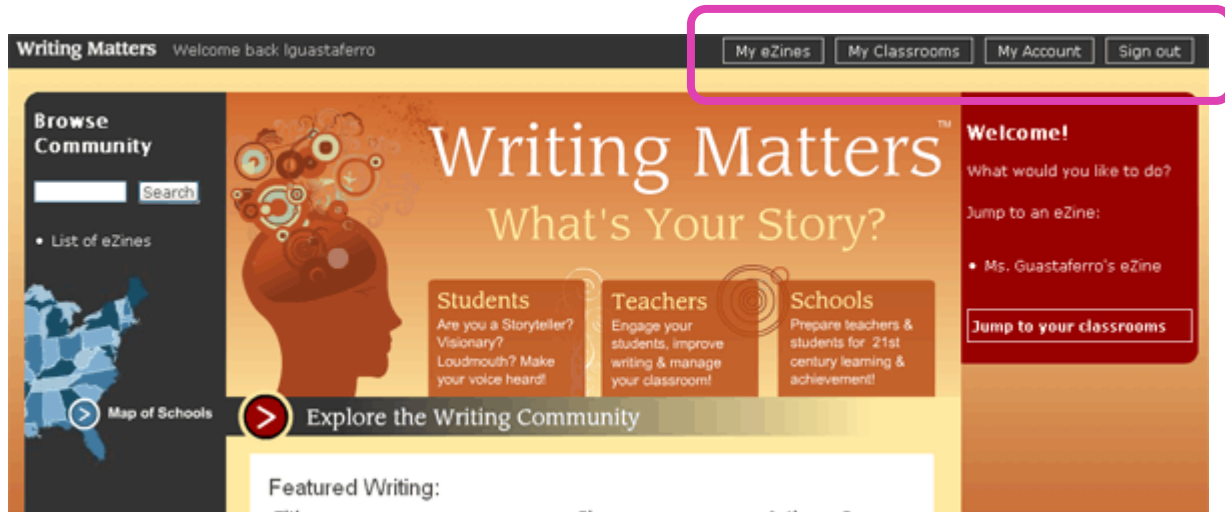 Writing Matters Welcome back lguastaferro
My eZines My Classrooms My Account Sign out
Browse
Community
Search
• List of eZines
Map of Schools
Writing Matters™
What's Your Story?
Students
Are you a Storyteller?
Visionary?
Loudmouth? Make
your voice heard!
Teachers
Engage your
students, improve
writing & manage
your classroom!
Schools
Prepare teachers &
students for 21st
century learning &
achievement!
Explore the Writing Community
Featured Writing:
Welcome!
What would you like to do?
Jump to an eZine:
• Ms. Guastaferro's eZine
Jump to your classrooms